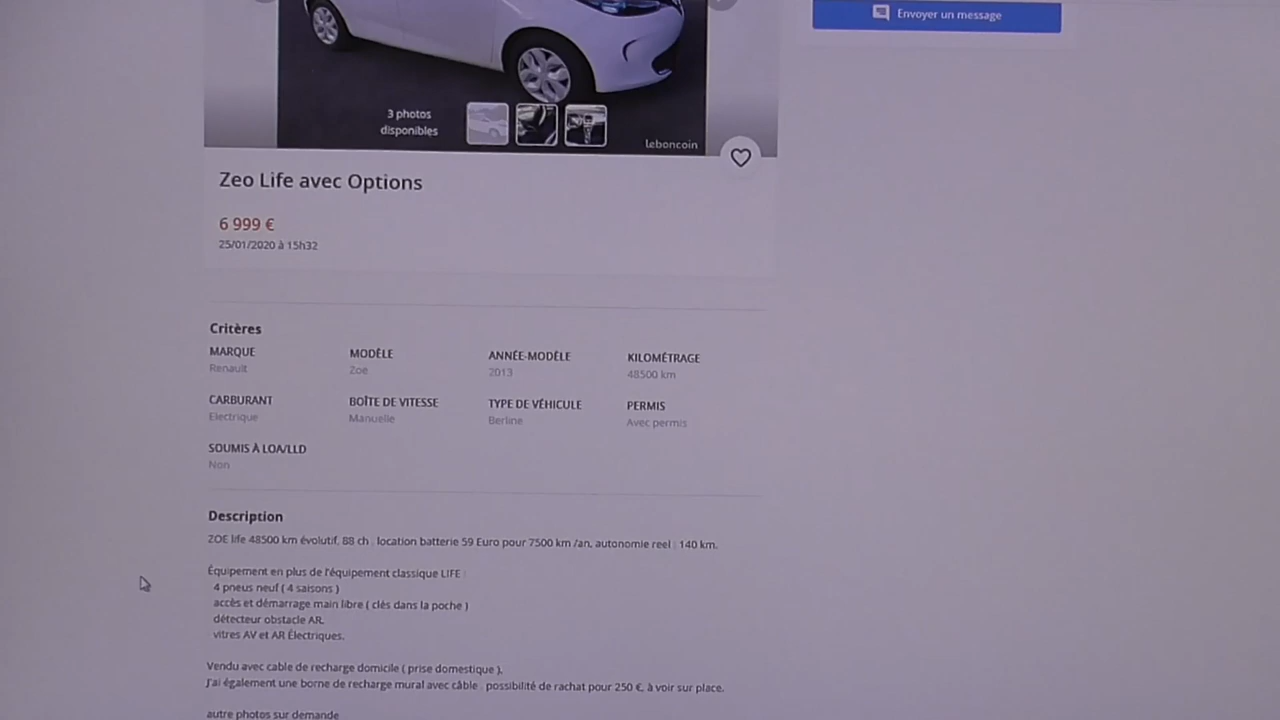 Envoyer un message
3 photos
disponibles
leboncoin
Zeo Life avec Options
6 999 €
25/01/2020 à 15h32
Critères
MARQUE
Renault
MODÈLE
Zoe
ANNÉE-MODÈLE
2013
KILOMÉTRAGE
48500 km
CARBURANT
Electrique
BOÎTE DE VITESSE
Manuelle
TYPE DE VÉHICULE
Berline
PERMIS
Avec permis
SOUMIS À LOA/LLD
Non
Description
ZOE life 48500 km évolutif, 88 ch : location batterie 59 Euro pour 7500 km /an, autonomie reel : 140 km.
Équipement en plus de l'équipement classique LIFE :
4 pneus neuf ( 4 saisons )
accès et démarrage main libre ( clés dans la poche )
détecteur obstacle AR.
vitres AV et AR Électriques.
Vendu avec cable de recharge domicile ( prise domestique ).
J'ai également une borne de recharge mural avec câble : possibilité de rachat pour 250 €, à voir sur place.
autre photos sur demande